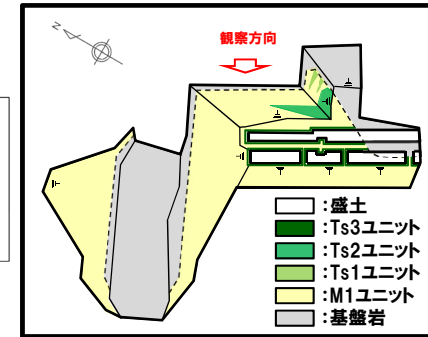 N
観察方向
:盛土
:Ts3ユニット
:Ts2ユニット
:Ts1ユニット
:M1ユニット
:基盤岩